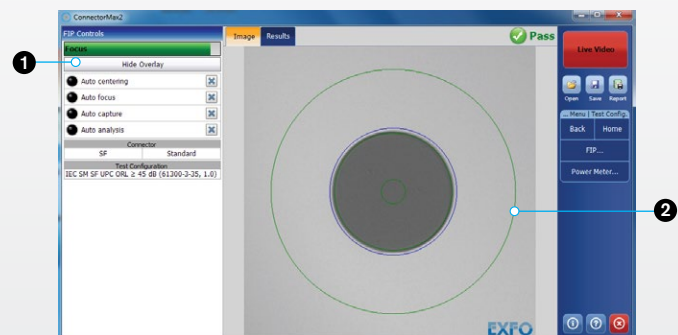 ConnectorMax2
FIP Controls
Focus
Hide Overlay
Auto centering
Auto focus
Auto capture
Auto analysis
Connector
SF Standard
Test Configuration
IEC SM SF UPC ORL ≥ 45 dB (61300-3-35, 1.0)
1
Image Results
Pass
2
EXFO
Live Video
Open Save Report
... Menu Test Config.
Back Home
FIP...
Power Meter...